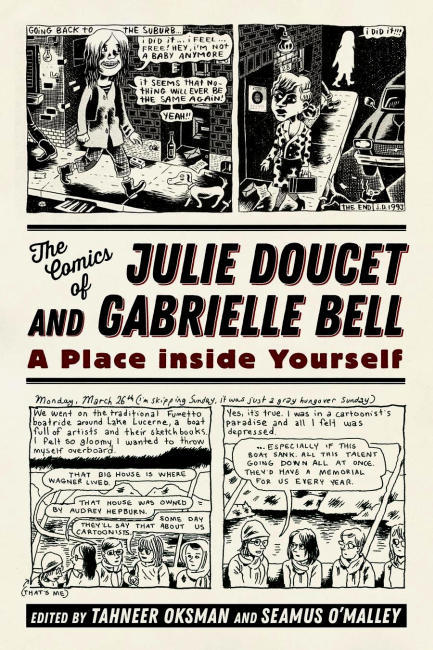 GOING BACK TO THE SUBURB...
I DID IT... I FEEL...
FREE! HEY, I'M NOT
A BABY ANYMORE
IT SEEMS THAT NO-
THING WILL EVER BE
THE SAME AGAIN!
YEAH!!
I DID IT!!!
THE END J.D. 1993
The
Comics
of
JULIE DOUCET
AND GABRIELLE BELL
A Place inside Yourself
Monday, March 26th (i'm skipping Sunday, it was just a gray hungover Sunday)
We went on the traditional Fumetto
boatride around Lake Lucerne, a boat
full of artists and their sketchbooks.
I felt so gloomy I wanted to throw
myself overboard.
THAT BIG HOUSE IS WHERE
WAGNER LIVED.
THAT HOUSE WAS OWNED
BY AUDREY HEPBURN.
SOME DAY
THEY'LL SAY THAT ABOUT US
CARTOONISTS.
(THAT'S ME)
Yes, it's true. I was in a cartoonist's
paradise and all I felt was
depressed.
...ESPECIALLY IF THIS
BOAT SANK. ALL THIS TALENT
GOING DOWN ALL AT ONCE.
THEY'D HAVE A MEMORIAL
FOR US EVERY YEAR.
EDITED BY TAHNEER OKSMAN AND SEAMUS O'MALLEY